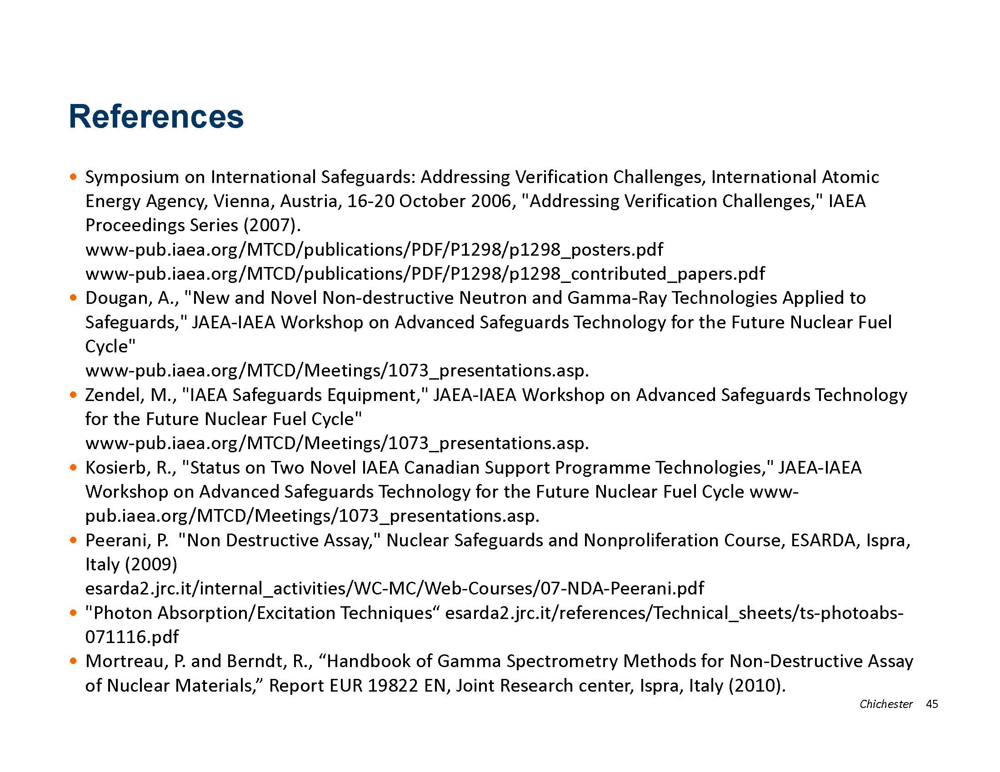 References
• Symposium on International Safeguards: Addressing Verification Challenges, International Atomic
Energy Agency, Vienna, Austria, 16-20 October 2006, "Addressing Verification Challenges," IAEA
Proceedings Series (2007).
www-pub.iaea.org/MTCD/publications/PDF/P1298/p1298_posters.pdf
www-pub.iaea.org/MTCD/publications/PDF/P1298/p1298_contributed_papers.pdf
• Dougan, A., "New and Novel Non-destructive Neutron and Gamma-Ray Technologies Applied to
Safeguards," JAEA-IAEA Workshop on Advanced Safeguards Technology for the Future Nuclear Fuel
Cycle"
www-pub.iaea.org/MTCD/Meetings/1073_presentations.asp.
• Zendel, M., "IAEA Safeguards Equipment," JAEA-IAEA Workshop on Advanced Safeguards Technology
for the Future Nuclear Fuel Cycle"
www-pub.iaea.org/MTCD/Meetings/1073_presentations.asp.
• Kosierb, R., "Status on Two Novel IAEA Canadian Support Programme Technologies," JAEA-IAEA
Workshop on Advanced Safeguards Technology for the Future Nuclear Fuel Cycle www-
pub.iaea.org/MTCD/Meetings/1073_presentations.asp.
• Peerani, P.  "Non Destructive Assay," Nuclear Safeguards and Nonproliferation Course, ESARDA, Ispra,
Italy (2009)
esarda2.jrc.it/internal_activities/WC-MC/Web-Courses/07-NDA-Peerani.pdf
• "Photon Absorption/Excitation Techniques“ esarda2.jrc.it/references/Technical_sheets/ts-photoabs-
071116.pdf
• Mortreau, P. and Berndt, R., “Handbook of Gamma Spectrometry Methods for Non-Destructive Assay
of Nuclear Materials,” Report EUR 19822 EN, Joint Research center, Ispra, Italy (2010).
Chichester 45